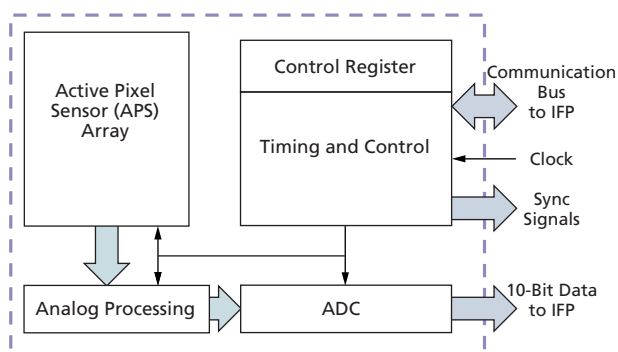 Active Pixel
Sensor (APS)
Array
Control Register
Timing and Control
Communication
Bus
to IFP
Clock
Sync
Signals
Analog Processing
ADC
10-Bit Data
to IFP